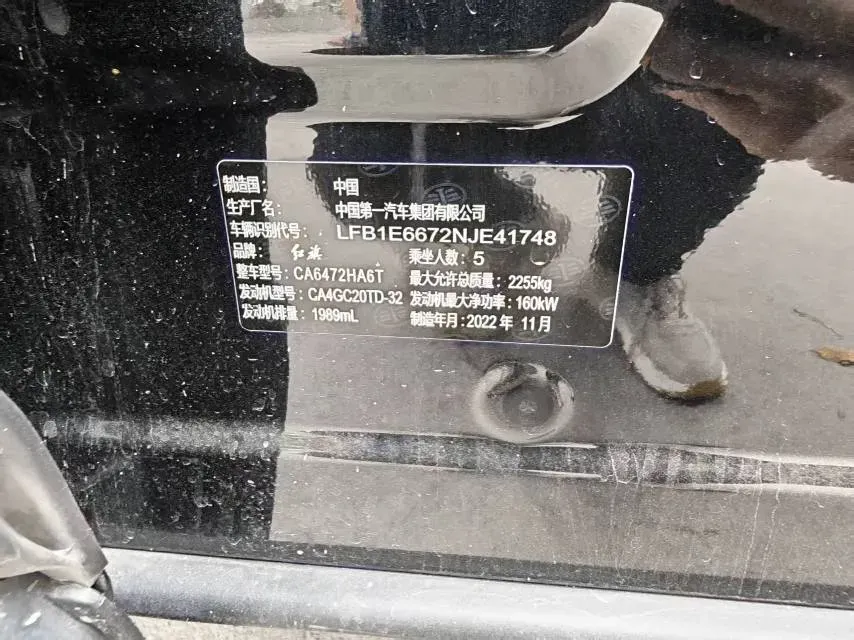 制造国： 中国
生产厂名： 中国第一汽车集团有限公司
车辆识别代号： LFB1E6672NJE41748
品牌： 红旗 乘坐人数：5
整车型号：CA6472HA6T 最大允许总质量：2255kg
发动机型号：CA4GC20TD-32 发动机最大净功率：160kW
发动机排量：1989mL 制造年月：2022年 11月